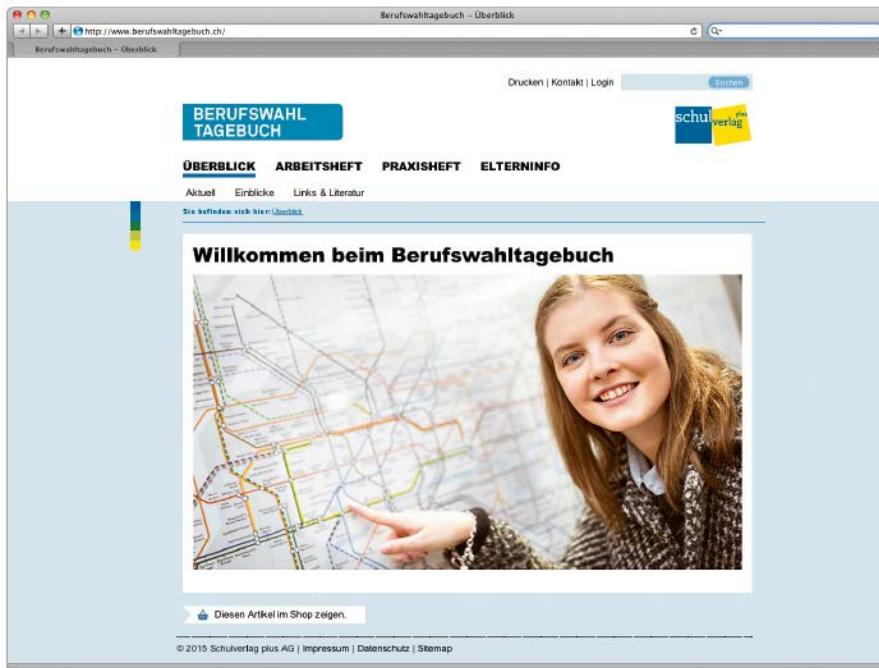 Berufswahltagebuch – Überblick
http://www.berufswahltagebuch.ch/
Berufswahltagebuch – Überblick
Drucken | Kontakt | Login
Suchen
BERUFSWAHL
TAGEBUCH
schul verlag plus
ÜBERBLICK ARBEITSHEFT PRAXISHEFT ELTERNINFO
Aktuell Einblicke Links & Literatur
Sie befinden sich hier: Überblick
Willkommen beim Berufswahltagebuch
Diesen Artikel im Shop zeigen.
© 2015 Schulverlag plus AG | Impressum | Datenschutz | Sitemap